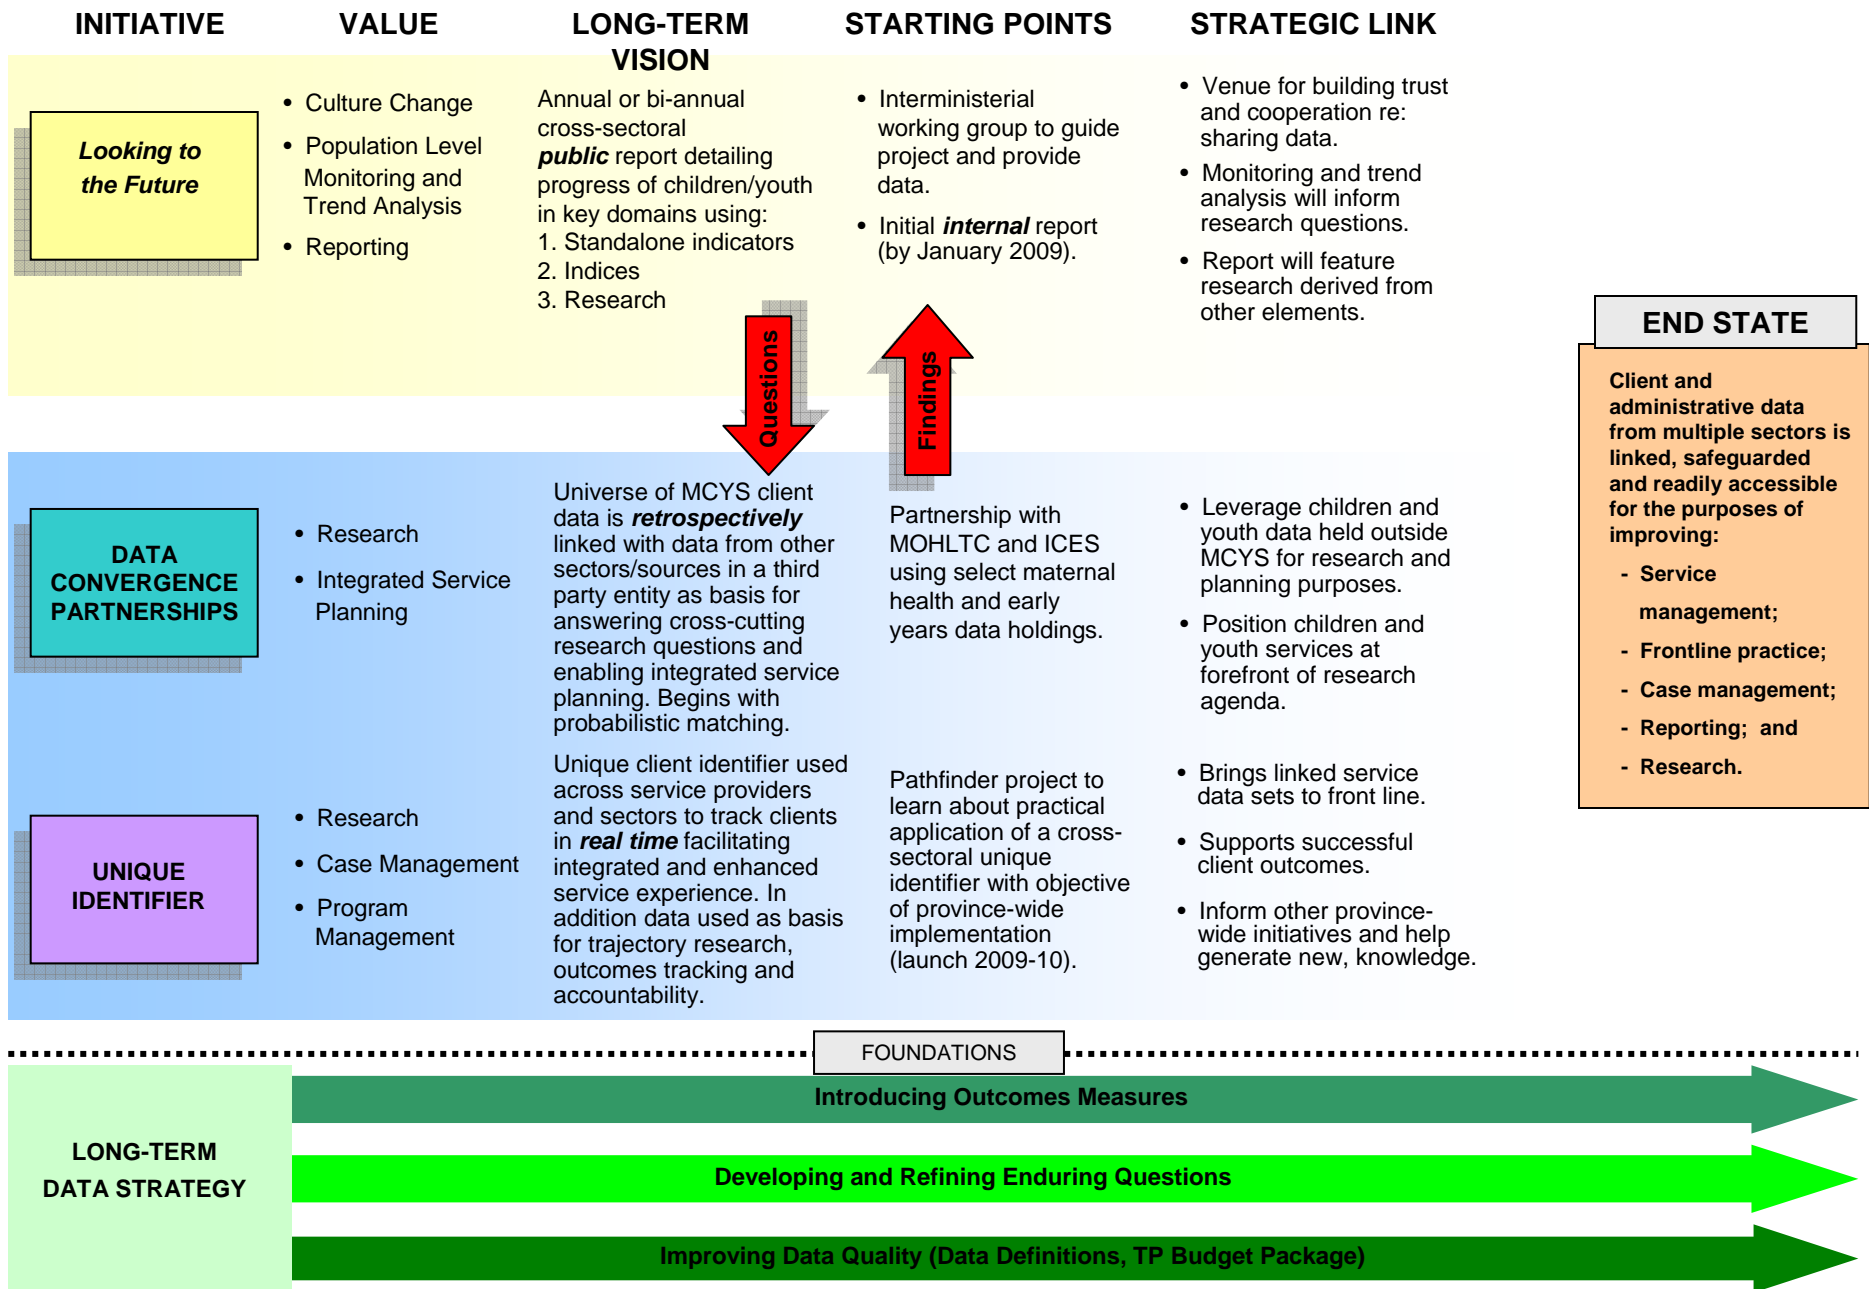 INITIATIVE
VALUE
LONG-TERM
VISION
STARTING POINTS
STRATEGIC LINK
Looking to
the Future
• Culture Change
• Population Level
Monitoring and
Trend Analysis
• Reporting
Annual or bi-annual
cross-sectoral
public report detailing
progress of children/youth
in key domains using:
1. Standalone indicators
2. Indices
3. Research
• Interministerial
working group to guide
project and provide
data.
• Initial internal report
(by January 2009).
• Venue for building trust
and cooperation re:
sharing data.
• Monitoring and trend
analysis will inform
research questions.
• Report will feature
research derived from
other elements.
Questions
Findings
DATA
CONVERGENCE
PARTNERSHIPS
• Research
• Integrated Service
Planning
Universe of MCYS client
data is retrospectively
linked with data from other
sectors/sources in a third
party entity as basis for
answering cross-cutting
research questions and
enabling integrated service
planning. Begins with
probabilistic matching.
Partnership with
MOHLTC and ICES
using select maternal
health and early
years data holdings.
• Leverage children and
youth data held outside
MCYS for research and
planning purposes.
• Position children and
youth services at
forefront of research
agenda.
UNIQUE
IDENTIFIER
• Research
• Case Management
• Program
Management
Unique client identifier used
across service providers
and sectors to track clients
in real time facilitating
integrated and enhanced
service experience. In
addition data used as basis
for trajectory research,
outcomes tracking and
accountability.
Pathfinder project to
learn about practical
application of a cross-
sectoral unique
identifier with objective
of province-wide
implementation
(launch 2009-10).
• Brings linked service
data sets to front line.
• Supports successful
client outcomes.
• Inform other province-
wide initiatives and help
generate new, knowledge.
END STATE
Client and
administrative data
from multiple sectors is
linked, safeguarded
and readily accessible
for the purposes of
improving:
- Service
management;
- Frontline practice;
- Case management;
- Reporting; and
- Research.
FOUNDATIONS
LONG-TERM
DATA STRATEGY
Introducing Outcomes Measures
Developing and Refining Enduring Questions
Improving Data Quality (Data Definitions, TP Budget Package)